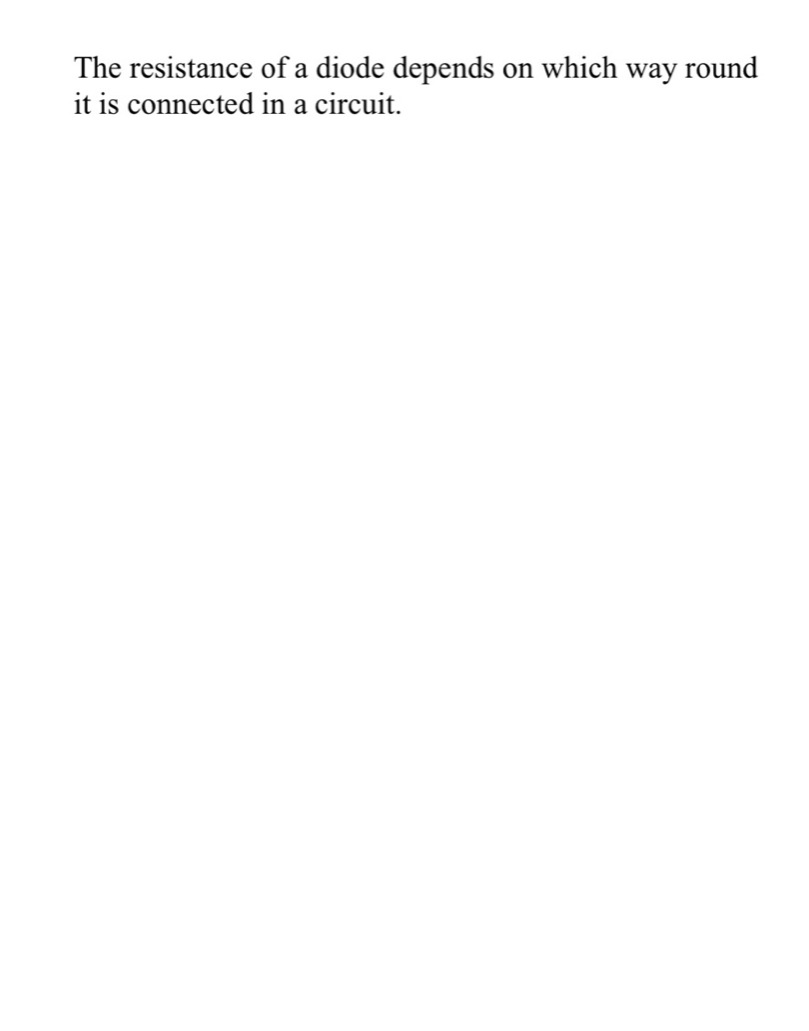 The resistance of a diode depends on which way round
it is connected in a circuit.